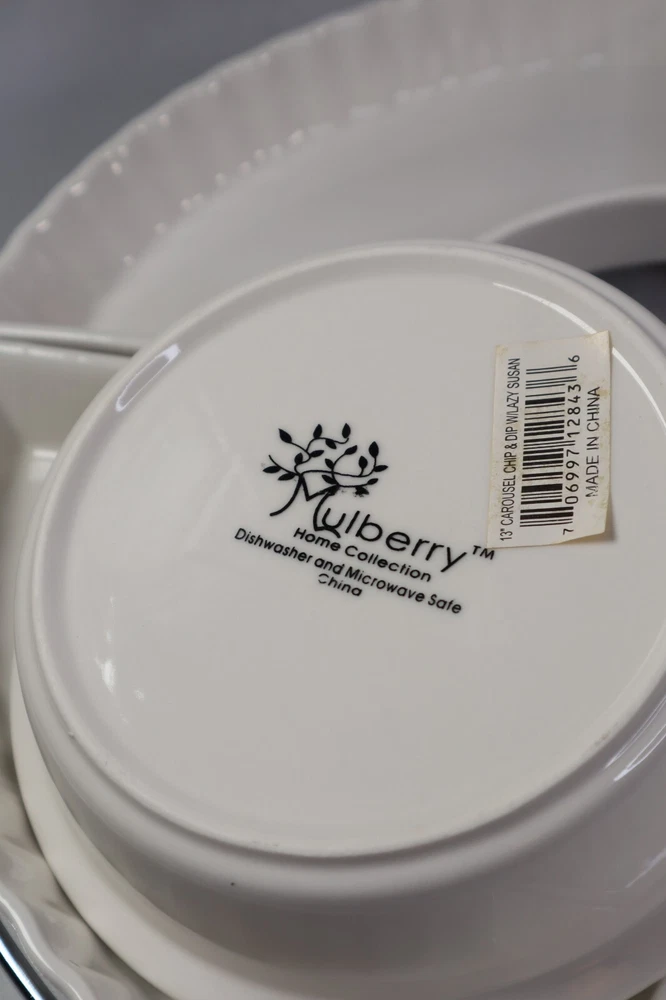 Mulberry™
Home Collection
Dishwasher and Microwave Safe
China
13" CAROUSEL CHIP & DIP W/LAZY SUSAN
7 06997 12843 6
MADE IN CHINA